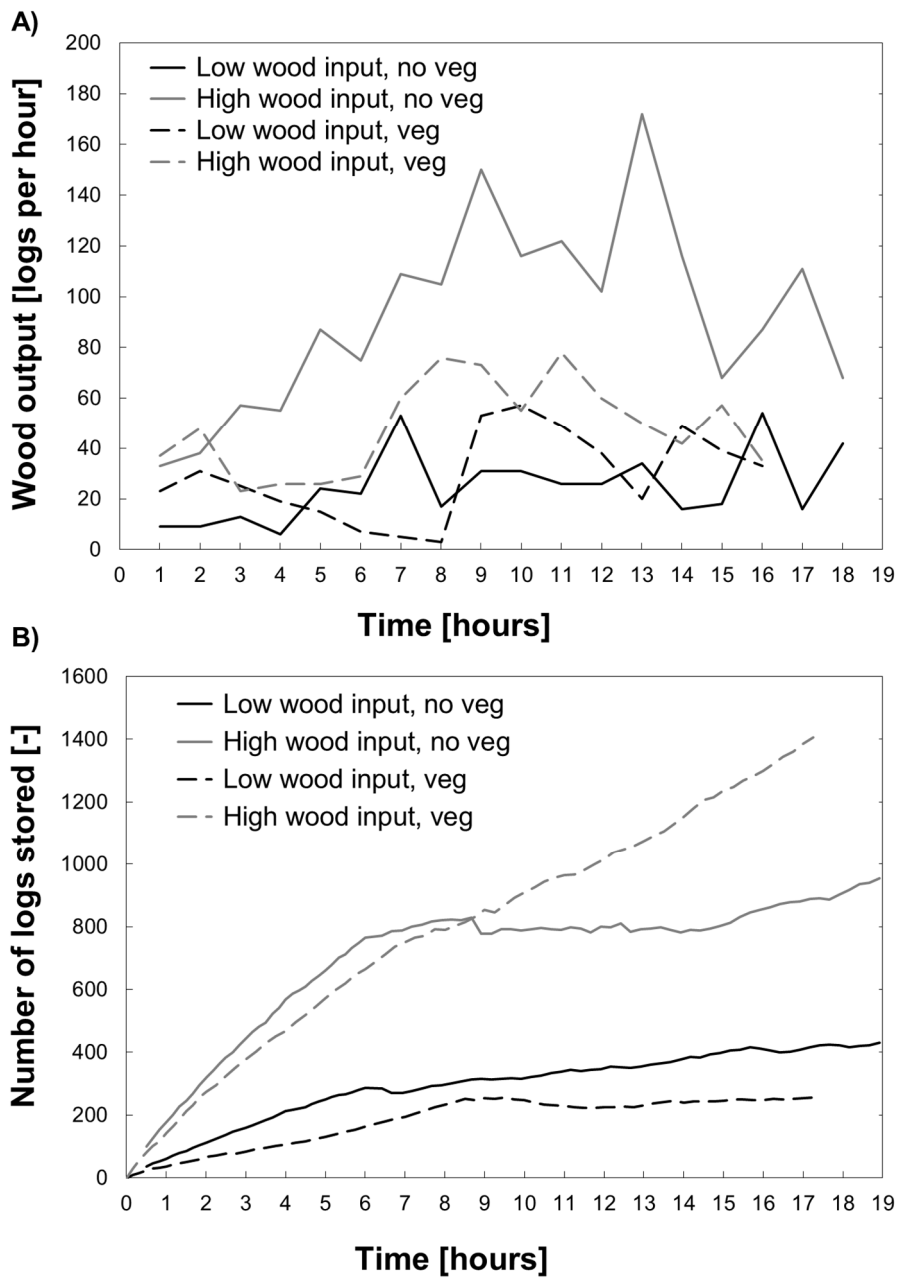 A)
Wood output [logs per hour]
200
180
160
140
120
100
80
60
40
20
0
Low wood input, no veg
High wood input, no veg
Low wood input, veg
High wood input, veg
0 1 2 3 4 5 6 7 8 9 10 11 12 13 14 15 16 17 18 19
Time [hours]
B)
Number of logs stored [-]
1600
1400
1200
1000
800
600
400
200
0
Low wood input, no veg
High wood input, no veg
Low wood input, veg
High wood input, veg
0 1 2 3 4 5 6 7 8 9 10 11 12 13 14 15 16 17 18 19
Time [hours]